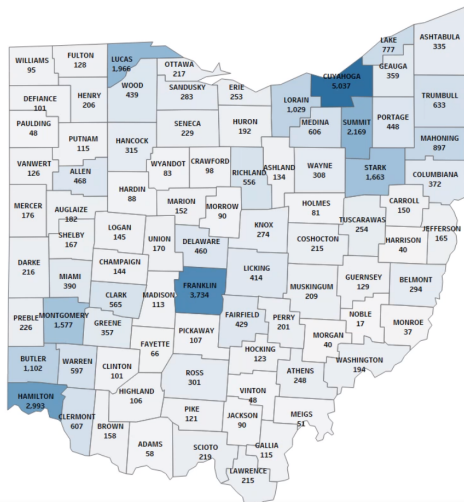 WILLIAMS
95
FULTON
128
LUCAS
1,966
OTTAWA
217
LAKE
777
ASHTABULA
335
GEAUGA
359
CUYAHOGA
5,037
DEFIANCE
101
HENRY
206
WOOD
439
SANDUSKY
283
ERIE
253
LORAIN
1,029
TRUMBULL
633
PAULDING
48
PUTNAM
115
HANCOCK
315
SENECA
229
HURON
192
MEDINA
606
SUMMIT
2,169
PORTAGE
448
MAHONING
897
VANWERT
126
ALLEN
468
WYANDOT
83
CRAWFORD
98
RICHLAND
556
ASHLAND
134
WAYNE
308
STARK
1,663
COLUMBIANA
372
MERCER
176
AUGLAIZE
182
HARDIN
88
MARION
152
MORROW
90
HOLMES
81
CARROLL
150
TUSCARAWAS
254
JEFFERSON
165
SHELBY
167
LOGAN
145
UNION
170
DELAWARE
460
KNOX
274
COSHOCTON
215
HARRISON
40
DARKE
216
CHAMPAIGN
144
LICKING
414
GUERNSEY
129
BELMONT
294
MIAMI
390
CLARK
565
MADISON
113
FRANKLIN
3,734
MUSKINGUM
209
PREBLE
226
MONTGOMERY
1,577
GREENE
357
FAIRFIELD
429
PERRY
201
NOBLE
17
MONROE
37
PICKAWAY
107
MORGAN
40
FAYETTE
66
HOCKING
123
WASHINGTON
194
BUTLER
1,102
WARREN
597
CLINTON
101
ROSS
301
ATHENS
248
HAMILTON
2,993
CLERMONT
607
HIGHLAND
106
VINTON
48
MEIGS
51
PIKE
121
JACKSON
90
BROWN
158
ADAMS
58
SCIOTO
219
GALLIA
115
LAWRENCE
215